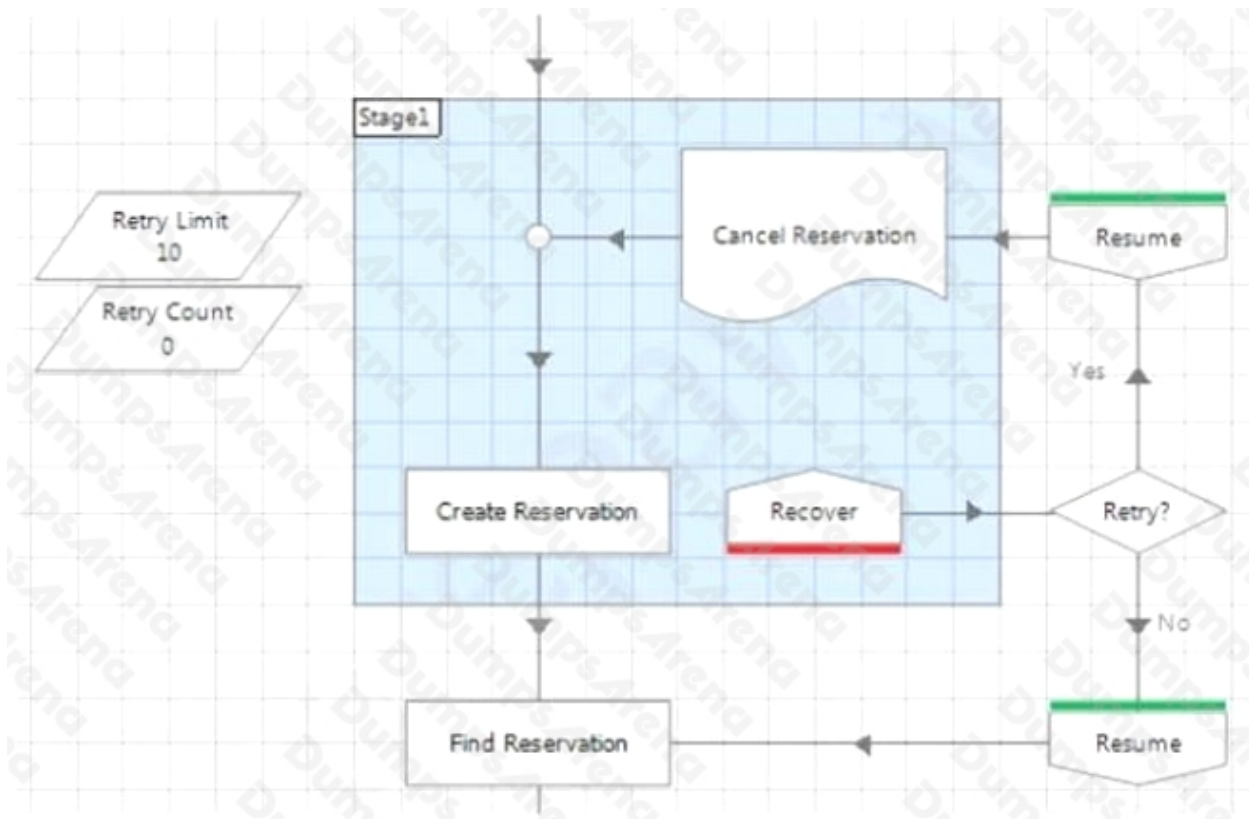 Stage1
Retry Limit
10
Cancel Reservation
Resume
Retry Count
0
Yes
Create Reservation
Recover
Retry?
No
Find Reservation
Resume
DumpsArena